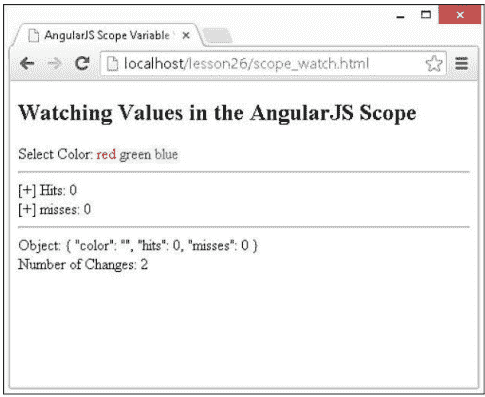 AngularJS Scope Variable
localhost/lesson26/scope_watch.html
Watching Values in the AngularJS Scope
Select Color: red green blue
[+] Hits: 0
[+] misses: 0
Object: { "color": "", "hits": 0, "misses": 0 }
Number of Changes: 2